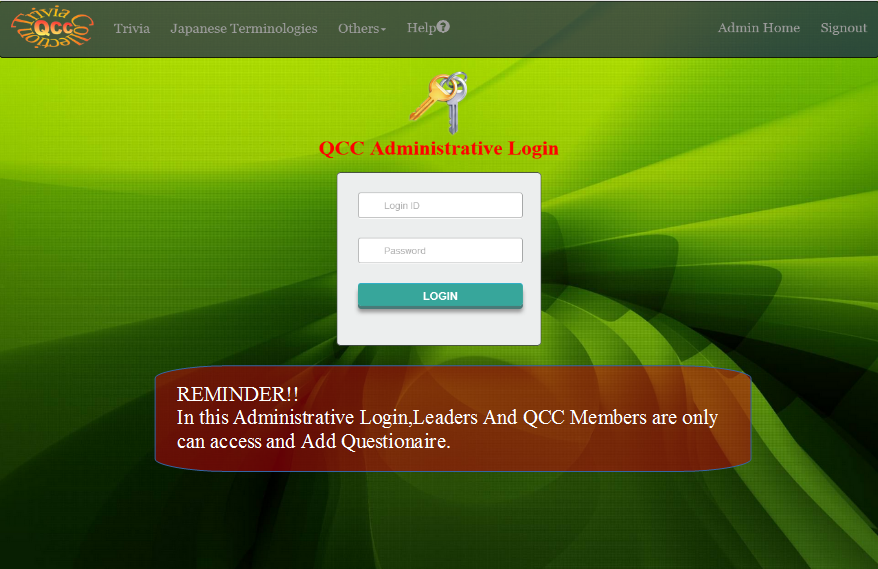 Trivia
QCC
Collection
Trivia Japanese Terminologies Others Help Admin Home Signout
QCC Administrative Login
Login ID
Password
LOGIN
REMINDER!!
In this Administrative Login,Leaders And QCC Members are only
can access and Add Questionaire.